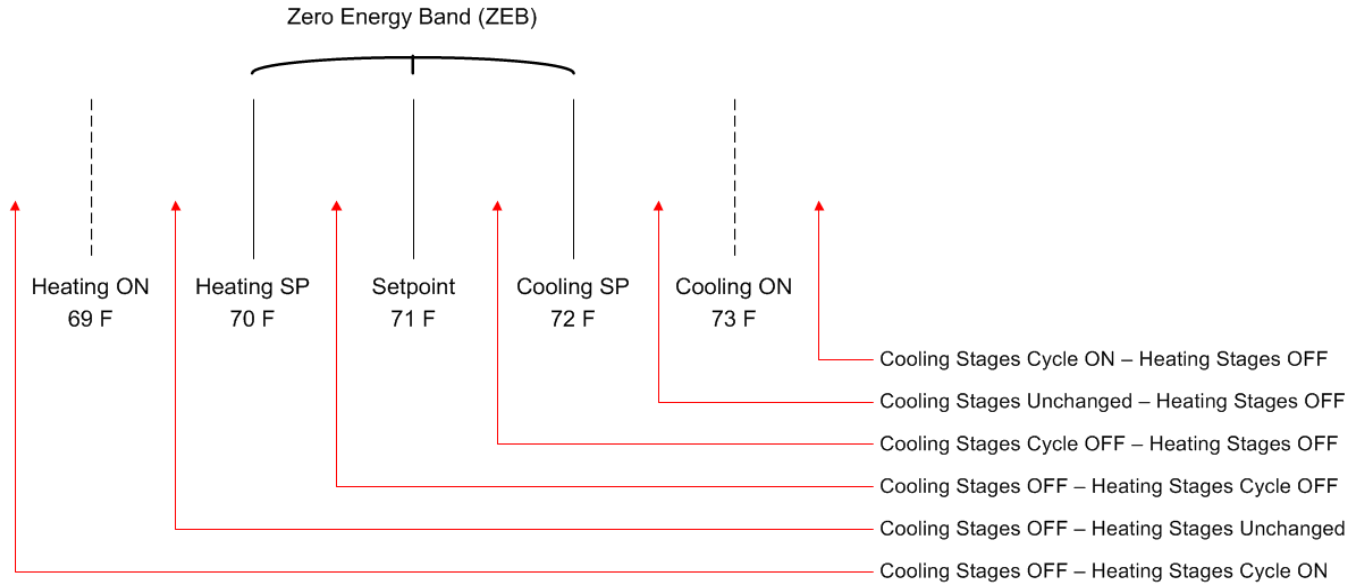 Zero Energy Band (ZEB)
Heating ON
69 F
Heating SP
70 F
Setpoint
71 F
Cooling SP
72 F
Cooling ON
73 F
Cooling Stages Cycle ON – Heating Stages OFF
Cooling Stages Unchanged – Heating Stages OFF
Cooling Stages Cycle OFF – Heating Stages OFF
Cooling Stages OFF – Heating Stages Cycle OFF
Cooling Stages OFF – Heating Stages Unchanged
Cooling Stages OFF – Heating Stages Cycle ON